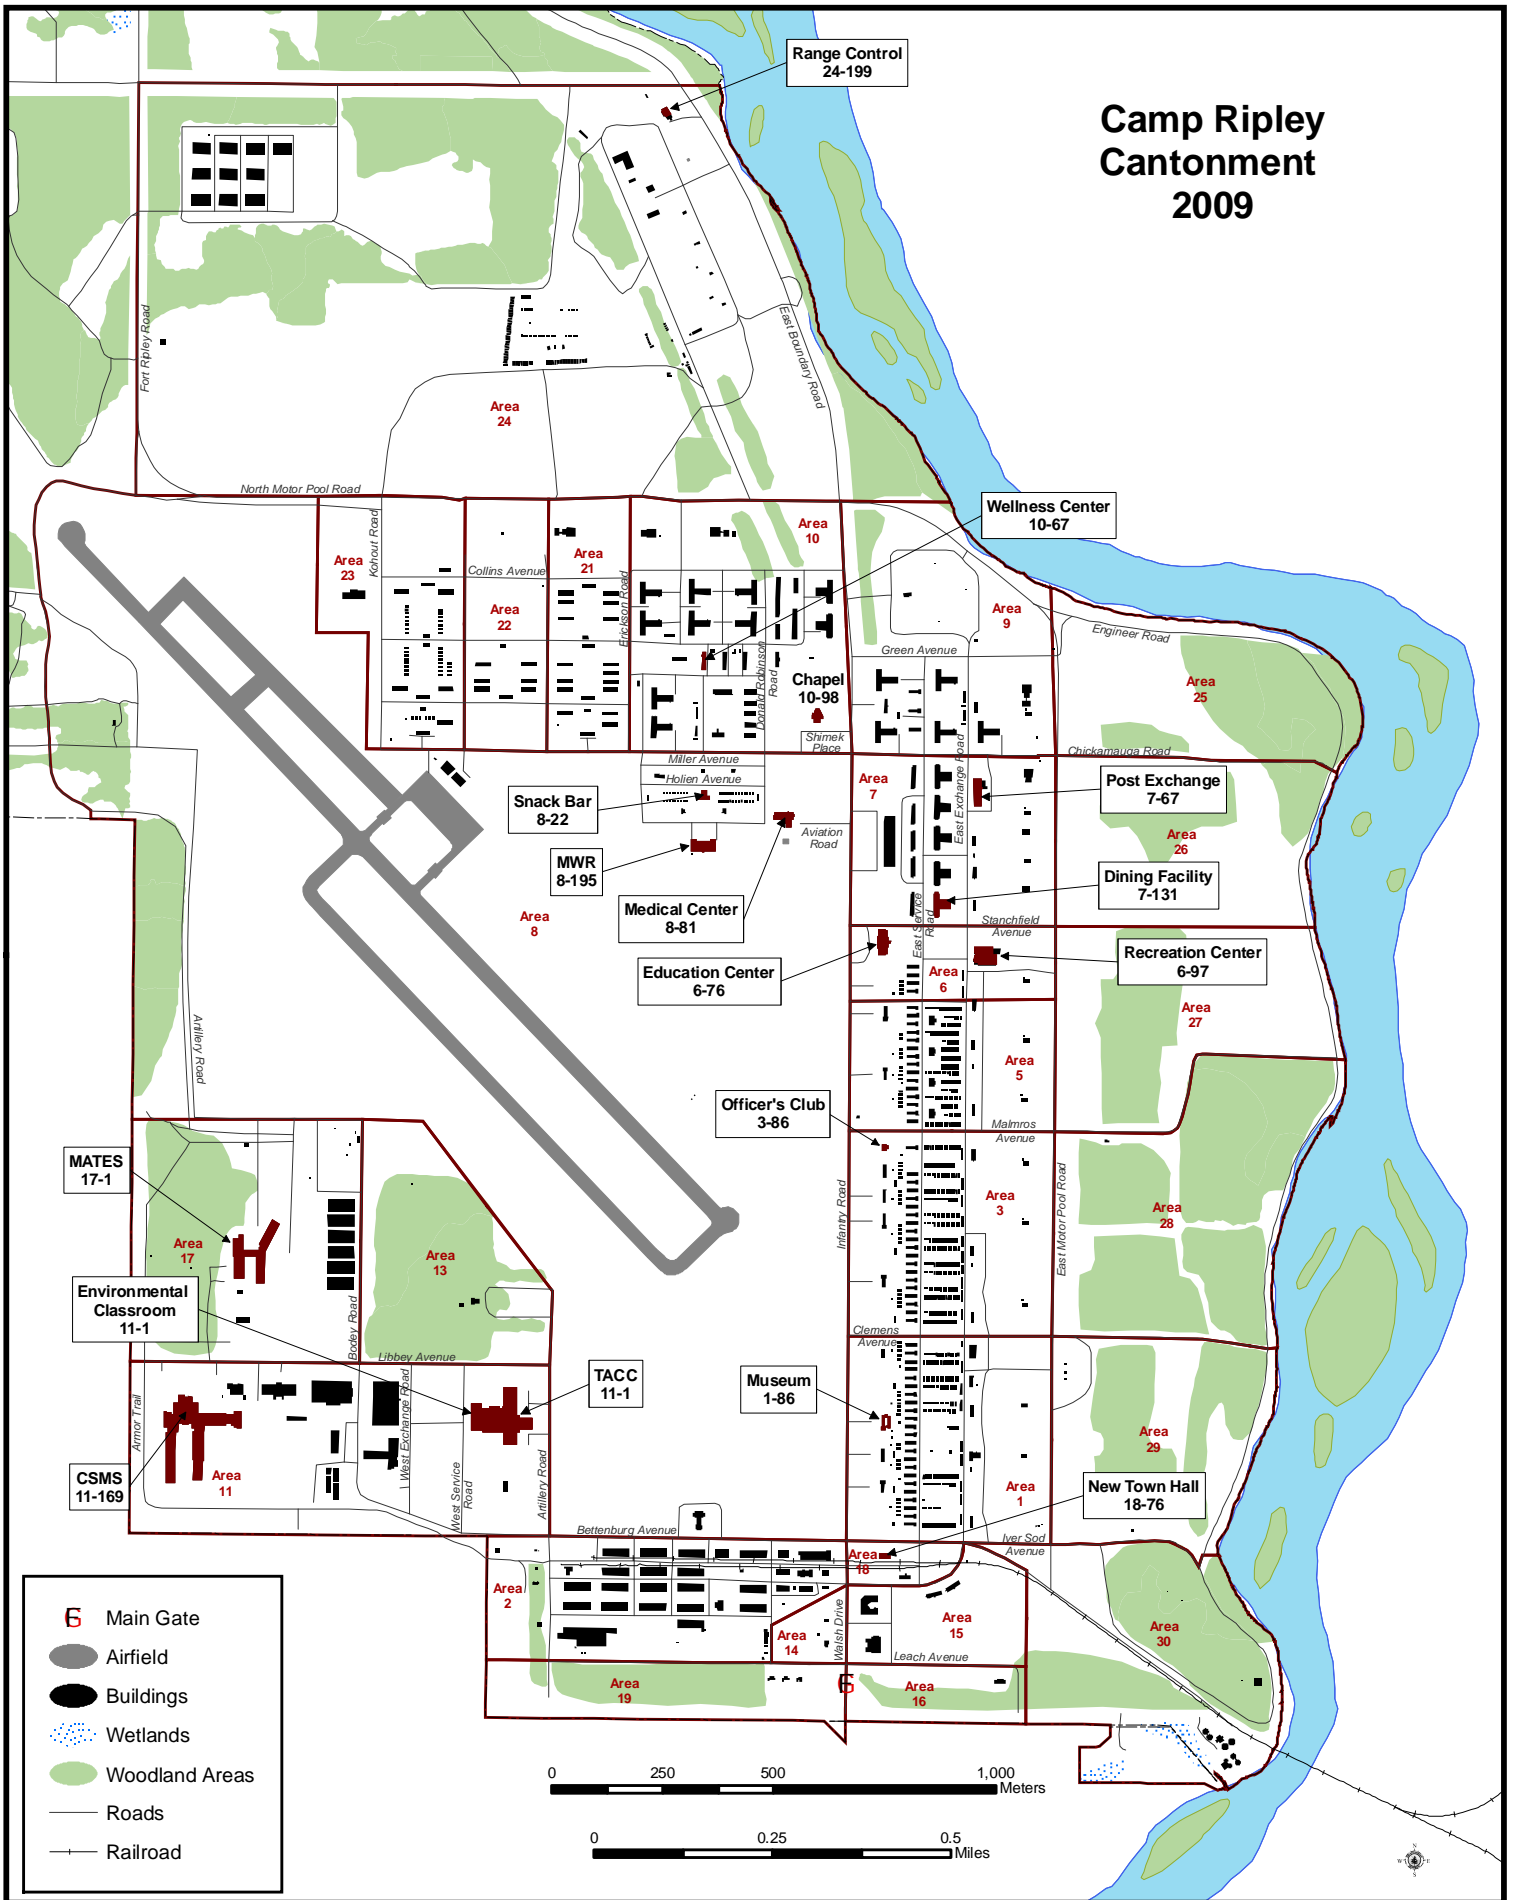 Camp Ripley
Cantonment
2009
Range Control
24-199
Fort Ripley Road
East Boundary Road
Area
24
North Motor Pool Road
Wellness Center
10-67
Area
10
Area
23
Kohout Road
Collins Avenue
Area
21
Area
22
Erickson Road
Area
9
Engineer Road
Green Avenue
Donald Robinson
Road
Chapel
10-98
Area
25
Shimek
Place
Chickamauga Road
Miller Avenue
Holien Avenue
Area
7
East Exchange Road
Post Exchange
7-67
Snack Bar
8-22
Aviation
Road
Area
26
MWR
8-195
Dining Facility
7-131
Medical Center
8-81
Area
8
East Service
Road
Stanchfield
Avenue
Recreation Center
6-97
Education Center
6-76
Area
6
Area
27
Artillery Road
Area
5
Officer's Club
3-86
Malmros
Avenue
MATES
17-1
Infantry Road
Area
3
East Motor Pool Road
Area
28
Area
17
Area
13
Environmental
Classroom
11-1
Bodey Road
Libbey Avenue
Clemens
Avenue
TACC
11-1
Museum
1-86
Armor Trail
West Exchange Road
Area
29
CSMS
11-169
Area
11
West Service
Road
Artillery Road
Area
1
New Town Hall
18-76
Bettenburg Avenue
Iver Sod
Avenue
Area
18
Area
2
Area
14
Walsh Drive
Area
15
Leach Avenue
Area
30
Area
19
FG
Area
16
FG Main Gate
Airfield
Buildings
Wetlands
Woodland Areas
Roads
Railroad
0 250 500 1,000
Meters
0 0.25 0.5
Miles
N
W E
S